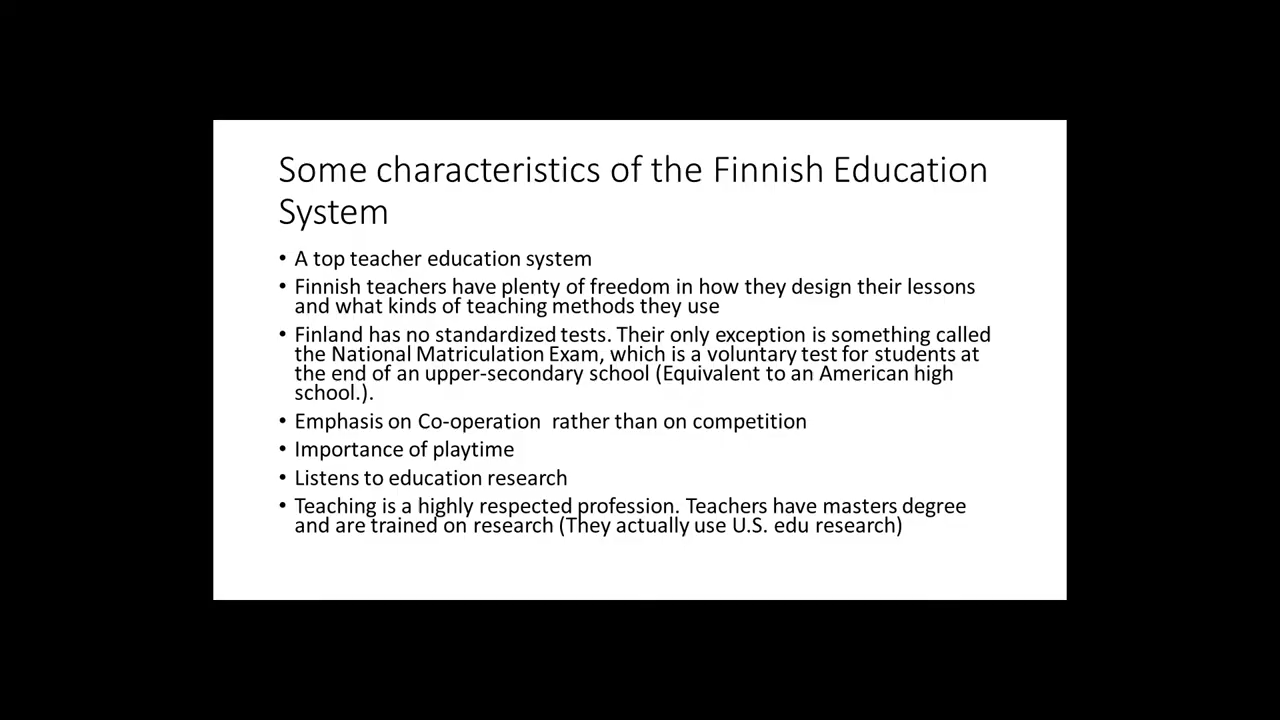 Some characteristics of the Finnish Education
System
• A top teacher education system
• Finnish teachers have plenty of freedom in how they design their lessons
and what kinds of teaching methods they use
• Finland has no standardized tests. Their only exception is something called
the National Matriculation Exam, which is a voluntary test for students at
the end of an upper-secondary school (Equivalent to an American high
school.).
• Emphasis on Co-operation  rather than on competition
• Importance of playtime
• Listens to education research
• Teaching is a highly respected profession. Teachers have masters degree
and are trained on research (They actually use U.S. edu research)